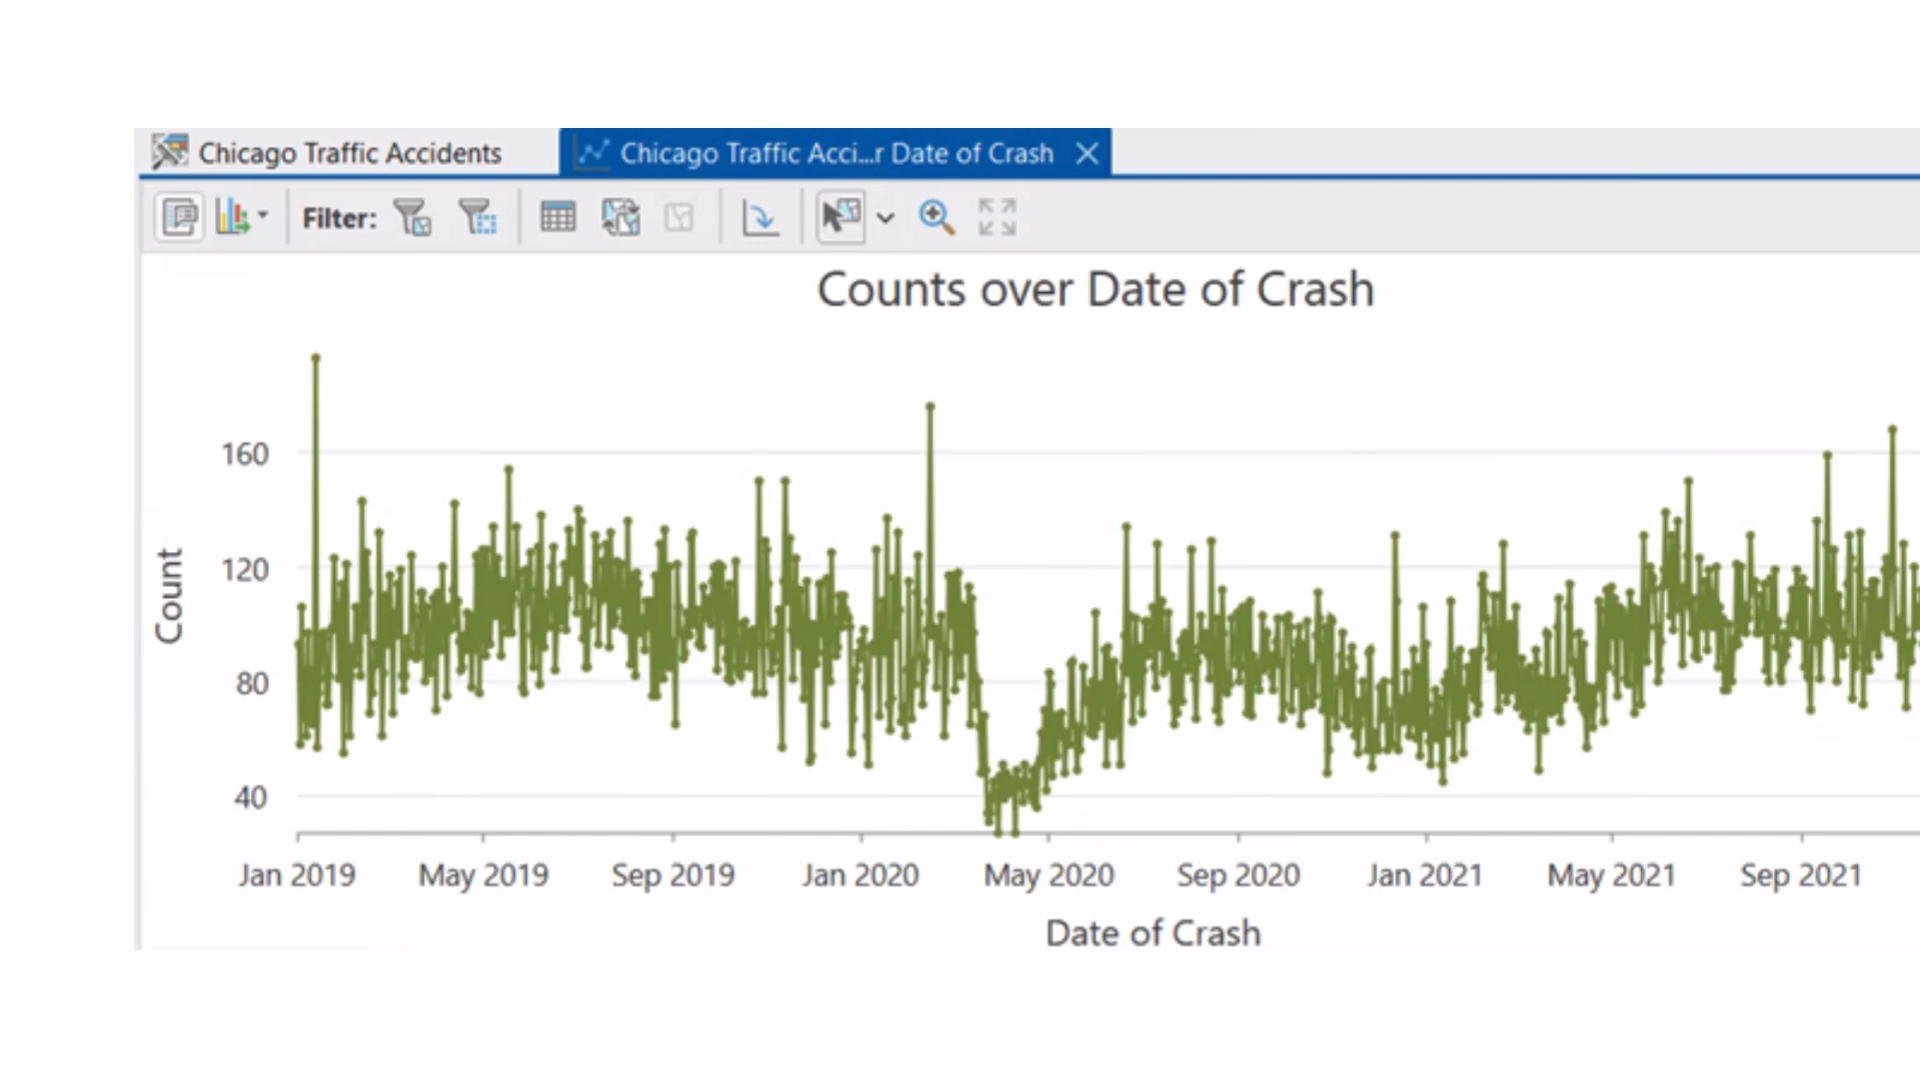 Chicago Traffic Accidents
Chicago Traffic Acci...r Date of Crash
Filter:
Counts over Date of Crash
160
120
80
40
Count
Jan 2019 May 2019 Sep 2019 Jan 2020 May 2020 Sep 2020 Jan 2021 May 2021 Sep 2021
Date of Crash